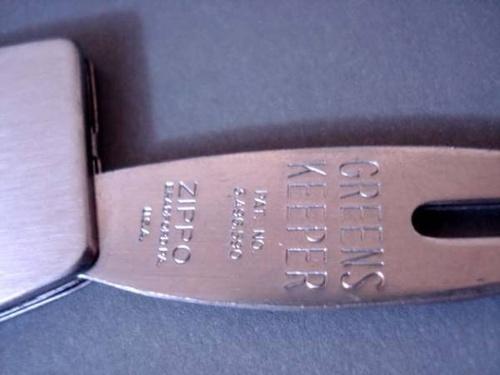 GREENS
KEEPER
PAT. NO.
ZIPPO
U.S.A.